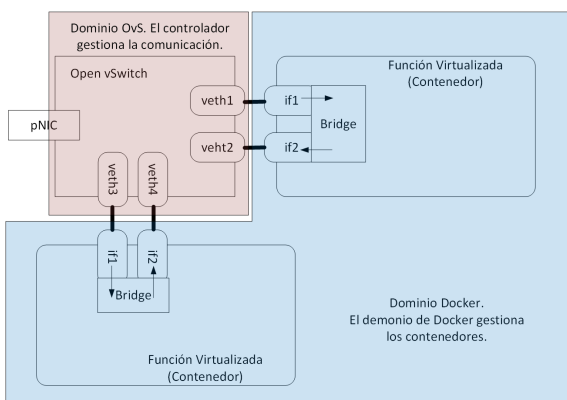 Dominio OvS. El controlador
gestiona la comunicación.
Open vSwitch
pNIC
veth1
veht2
veth3
veth4
Función Virtualizada
(Contenedor)
if1
if2
Bridge
if1
if2
Bridge
Función Virtualizada
(Contenedor)
Dominio Docker.
El demonio de Docker gestiona
los contenedores.